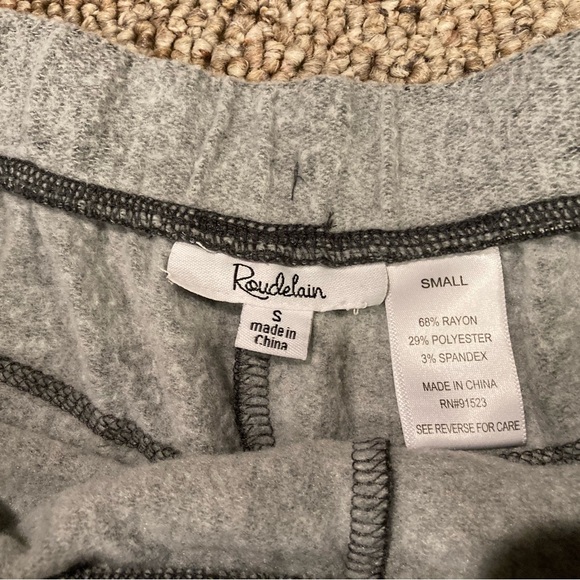 Roudelain
S
made in
China
SMALL
68% RAYON
29% POLYESTER
3% SPANDEX
MADE IN CHINA
RN#91523
SEE REVERSE FOR CARE